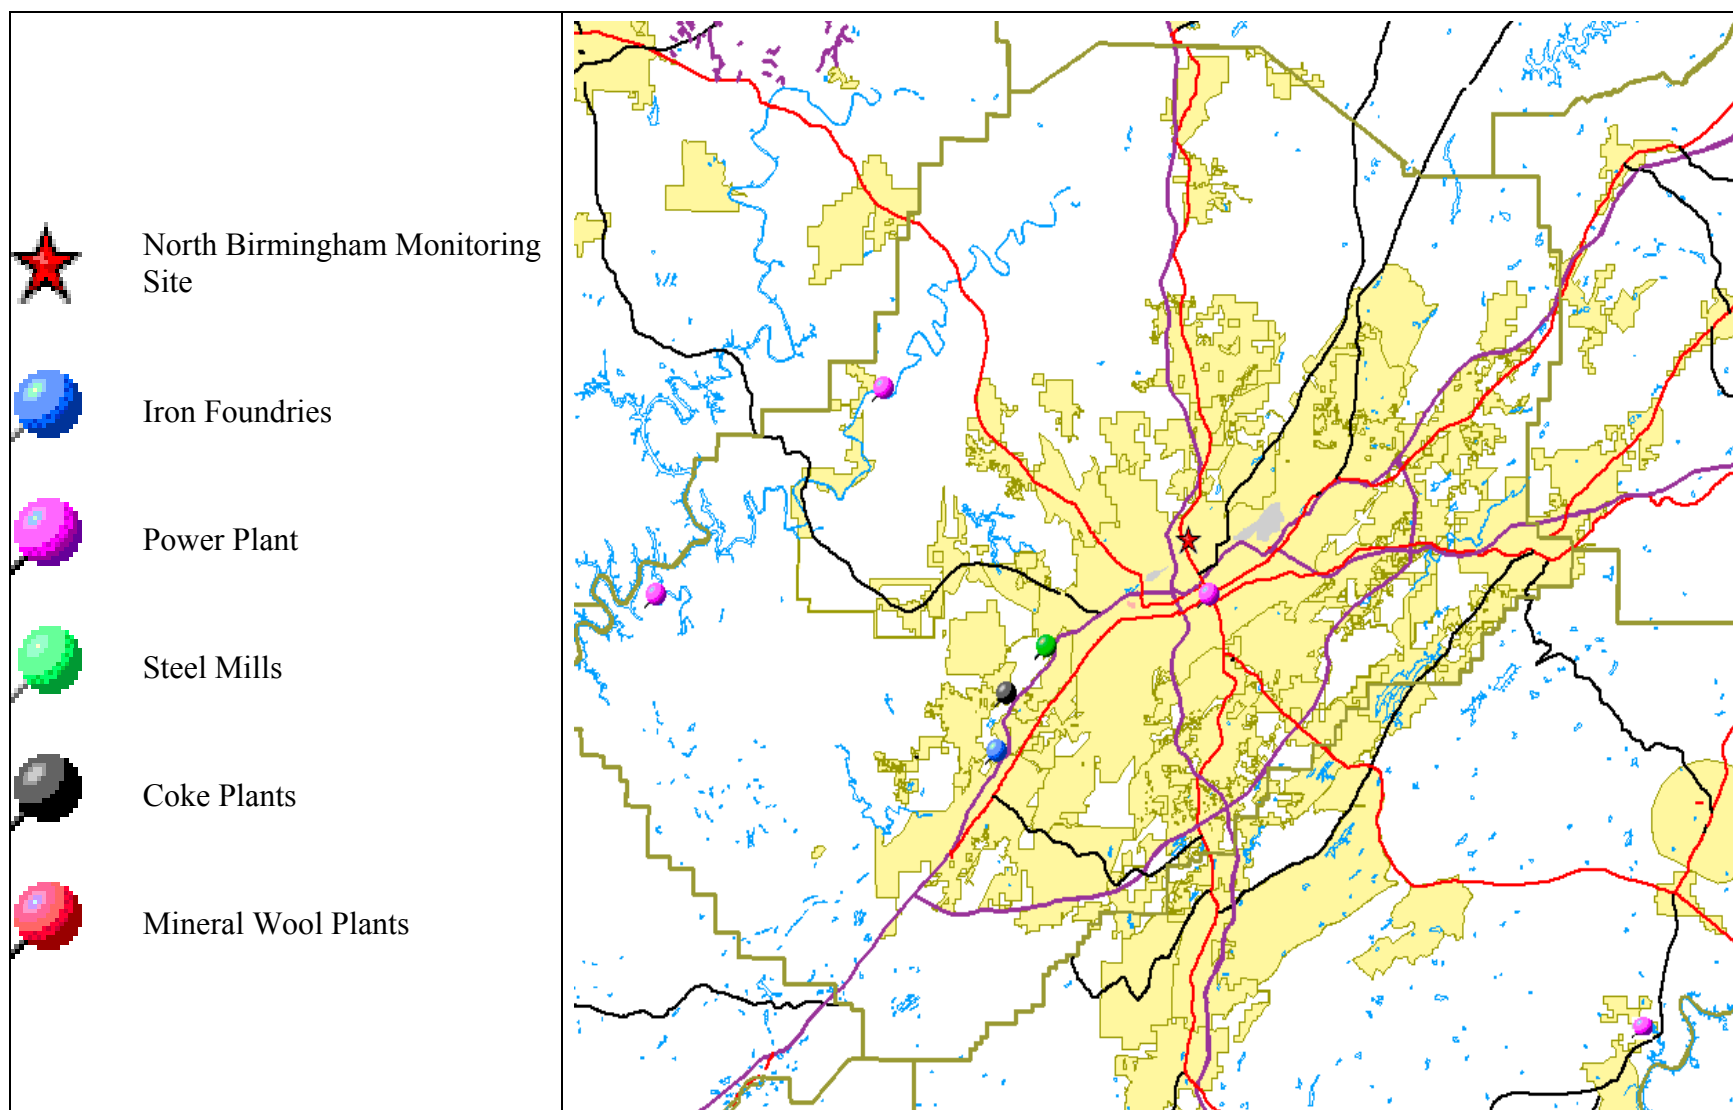 North Birmingham Monitoring
Site
Iron Foundries
Power Plant
Steel Mills
Coke Plants
Mineral Wool Plants